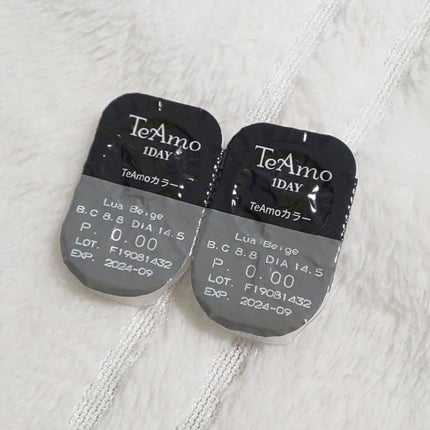 TeAmo
1DAY
TeAmoカラー
Lua Beige
B.C 8.8 DIA 14.5
P. 0.00
LOT. F19081432
EXP. 2024-09
TeAmo
1DAY
TeAmoカラー
Lua Beige
B.C 8.8 DIA 14.5
P. 0.00
LOT. F19081432
EXP. 2024-09